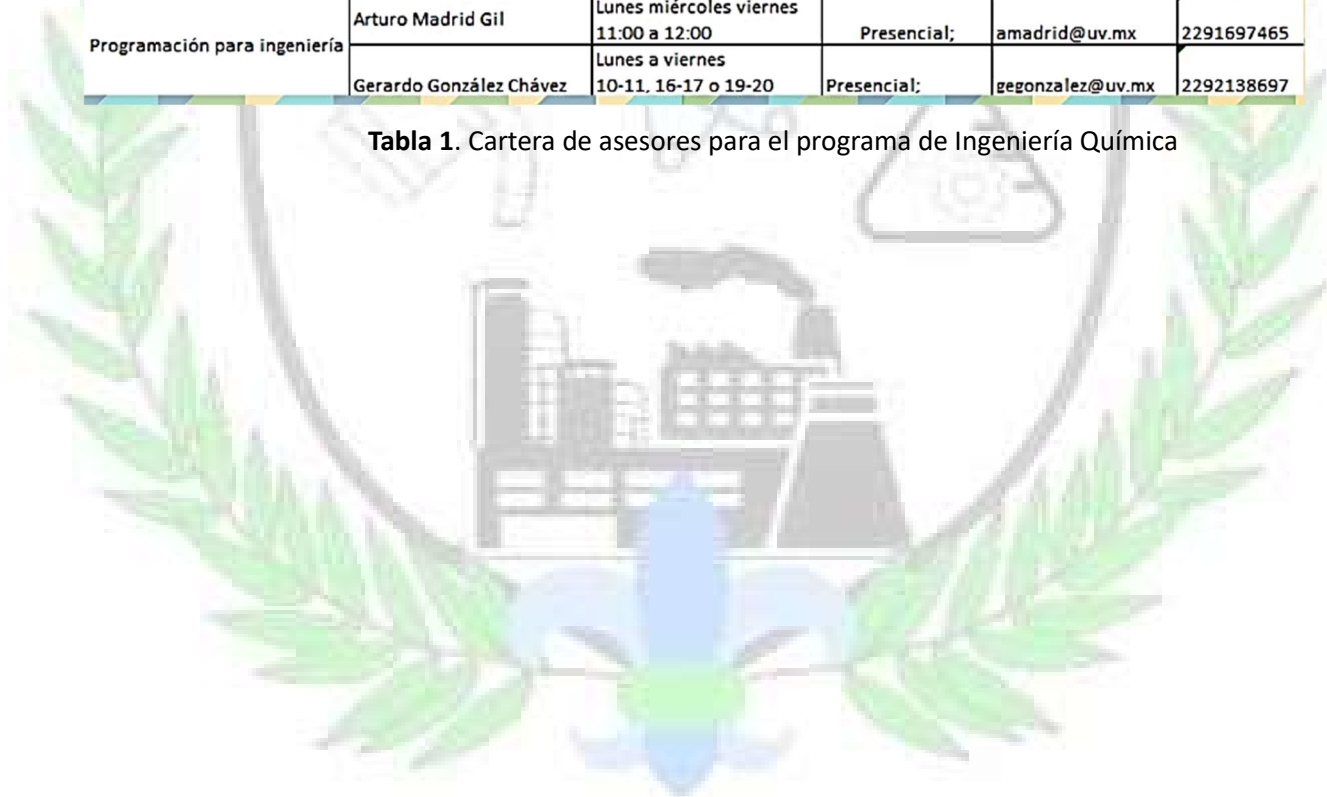 Programación para ingeniería
Arturo Madrid Gil
Lunes miércoles viernes
11:00 a 12:00
Presencial;
amadrid@uv.mx
2291697465
Gerardo González Chávez
Lunes a viernes
10-11, 16-17 o 19-20
Presencial;
gegonzalez@uv.mx
2292138697
Tabla 1. Cartera de asesores para el programa de Ingeniería Química